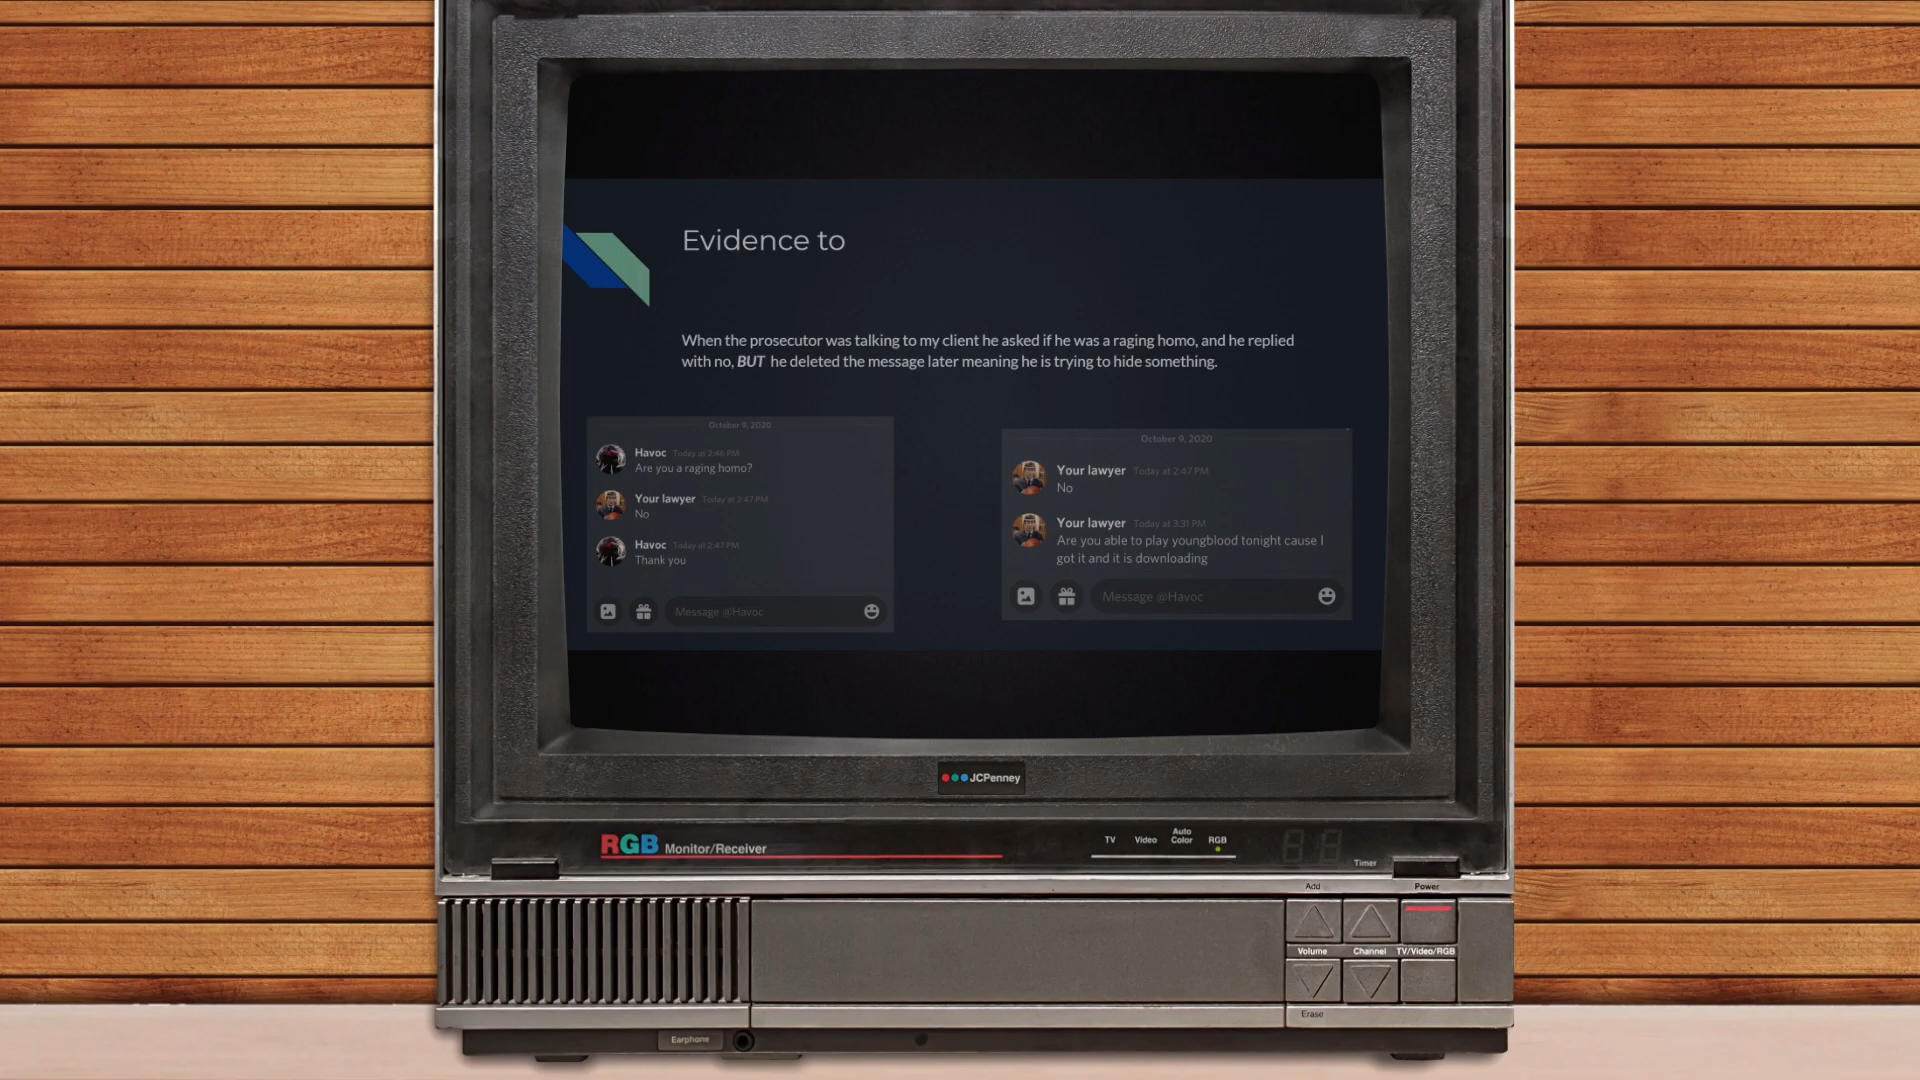 Evidence to
When the prosecutor was talking to my client he asked if he was a raging homo, and he replied
with no, BUT he deleted the message later meaning he is trying to hide something.
October 9, 2020
Havoc Today at 2:46 PM
Are you a raging homo?
Your lawyer Today at 2:47 PM
No
Havoc Today at 2:47 PM
Thank you
Message @Havoc
October 9, 2020
Your lawyer Today at 2:47 PM
No
Your lawyer Today at 3:31 PM
Are you able to play youngblood tonight cause I
got it and it is downloading
Message @Havoc
JCPenney
RGB Monitor/Receiver
TV Video Auto Color RGB
Timer
Add Power
Volume Channel TV/Video/RGB
Erase
Earphone